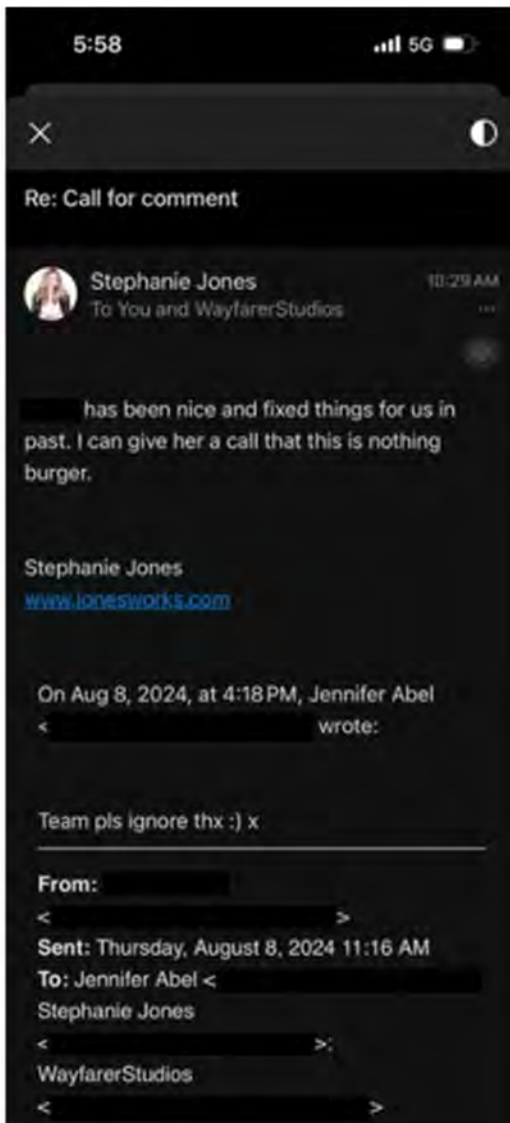 5:58
5G
Re: Call for comment
Stephanie Jones
10:29 AM
To You and WayfarerStudios
has been nice and fixed things for us in
past. I can give her a call that this is nothing
burger.
Stephanie Jones
www.jonesworks.com
On Aug 8, 2024, at 4:18 PM, Jennifer Abel
< wrote:
Team pls ignore thx :) x
From:
< >
Sent: Thursday, August 8, 2024 11:16 AM
To: Jennifer Abel <
Stephanie Jones
< >;
WayfarerStudios
< >